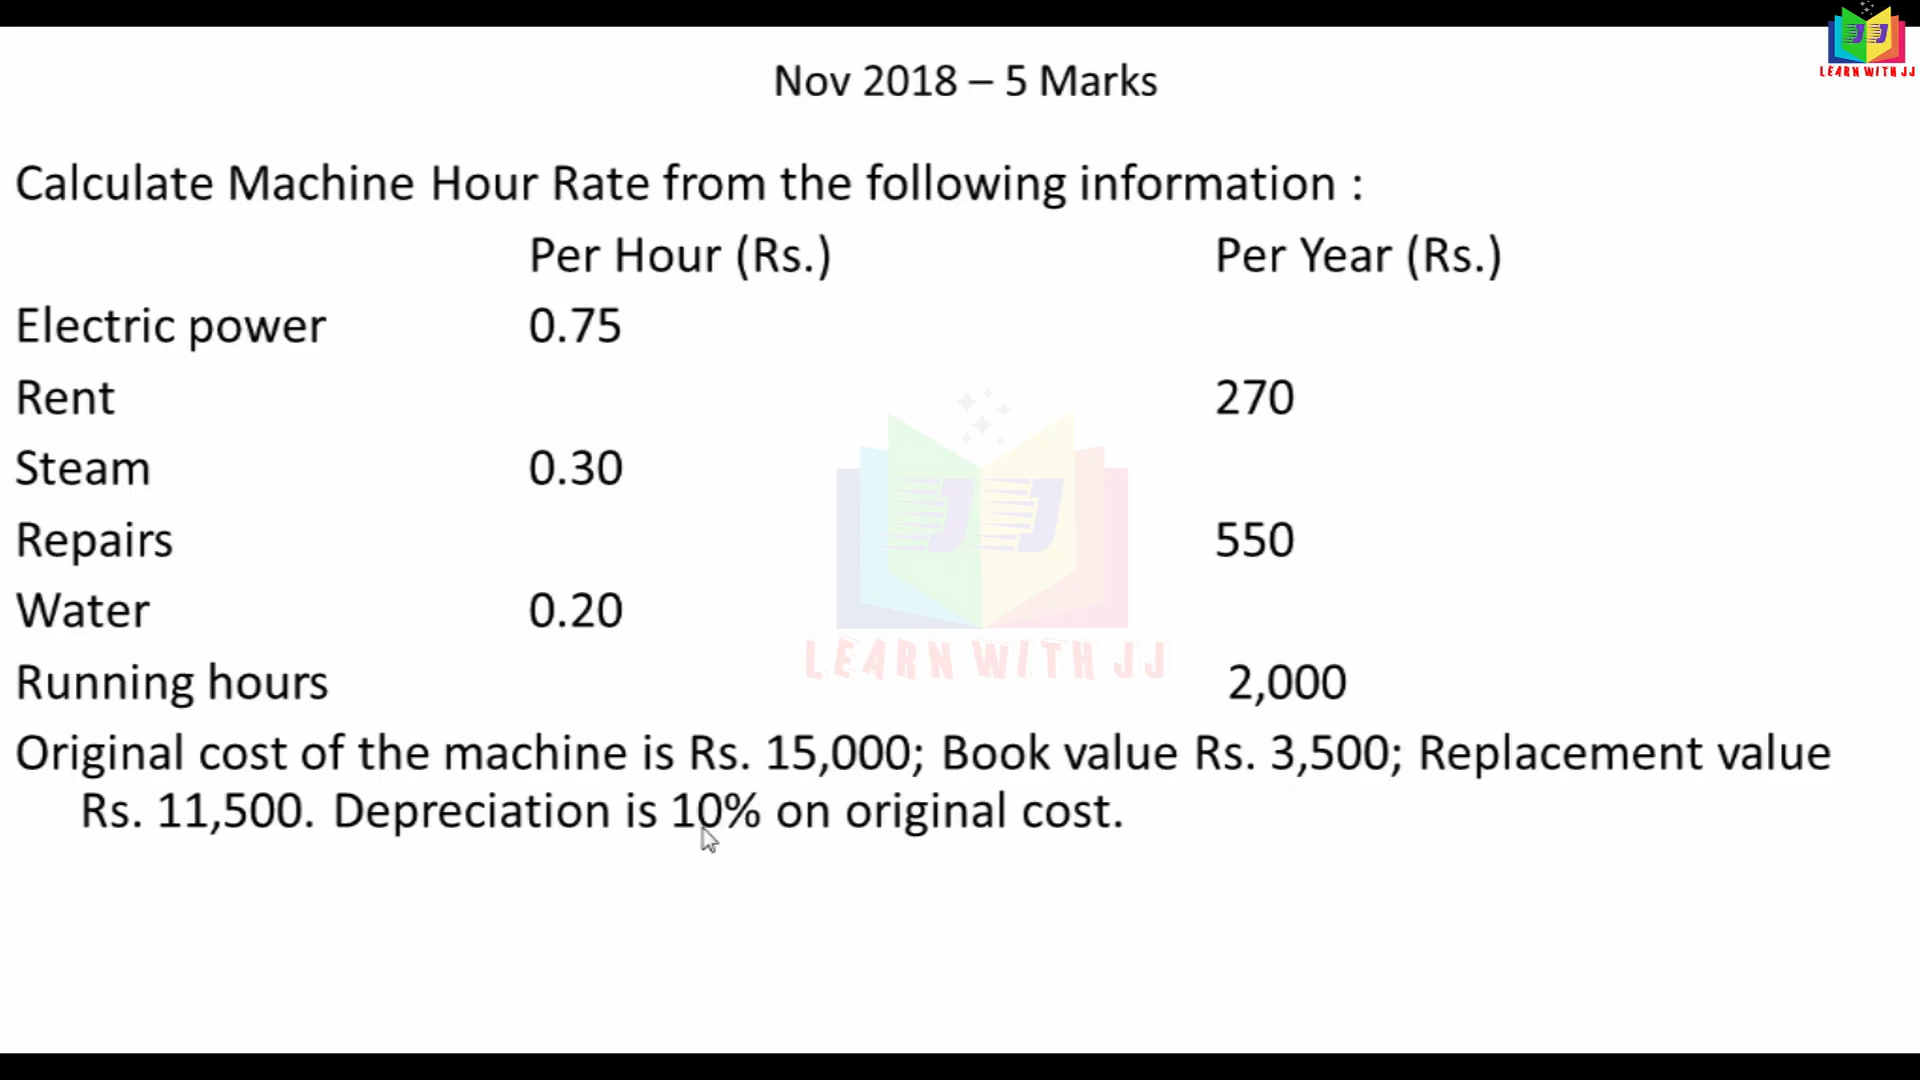 LEARN WITH JJ
Nov 2018 – 5 Marks
Calculate Machine Hour Rate from the following information :
Per Hour (Rs.) Per Year (Rs.)
Electric power 0.75
Rent 270
Steam 0.30
Repairs 550
Water 0.20
LEARN WITH JJ
Running hours 2,000
Original cost of the machine is Rs. 15,000; Book value Rs. 3,500; Replacement value
Rs. 11,500. Depreciation is 10% on original cost.